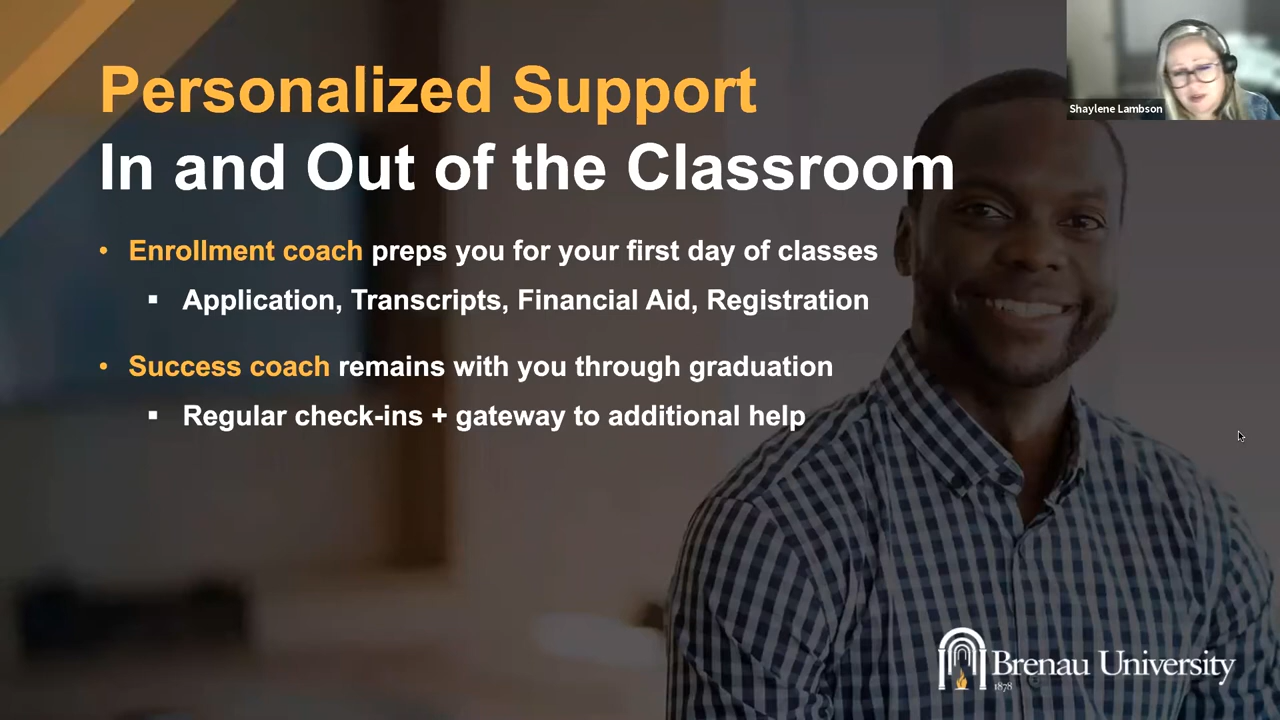 Personalized Support
In and Out of the Classroom
Shaylene Lambson
• Enrollment coach preps you for your first day of classes
▪ Application, Transcripts, Financial Aid, Registration
• Success coach remains with you through graduation
▪ Regular check-ins + gateway to additional help
Brenau University
1878